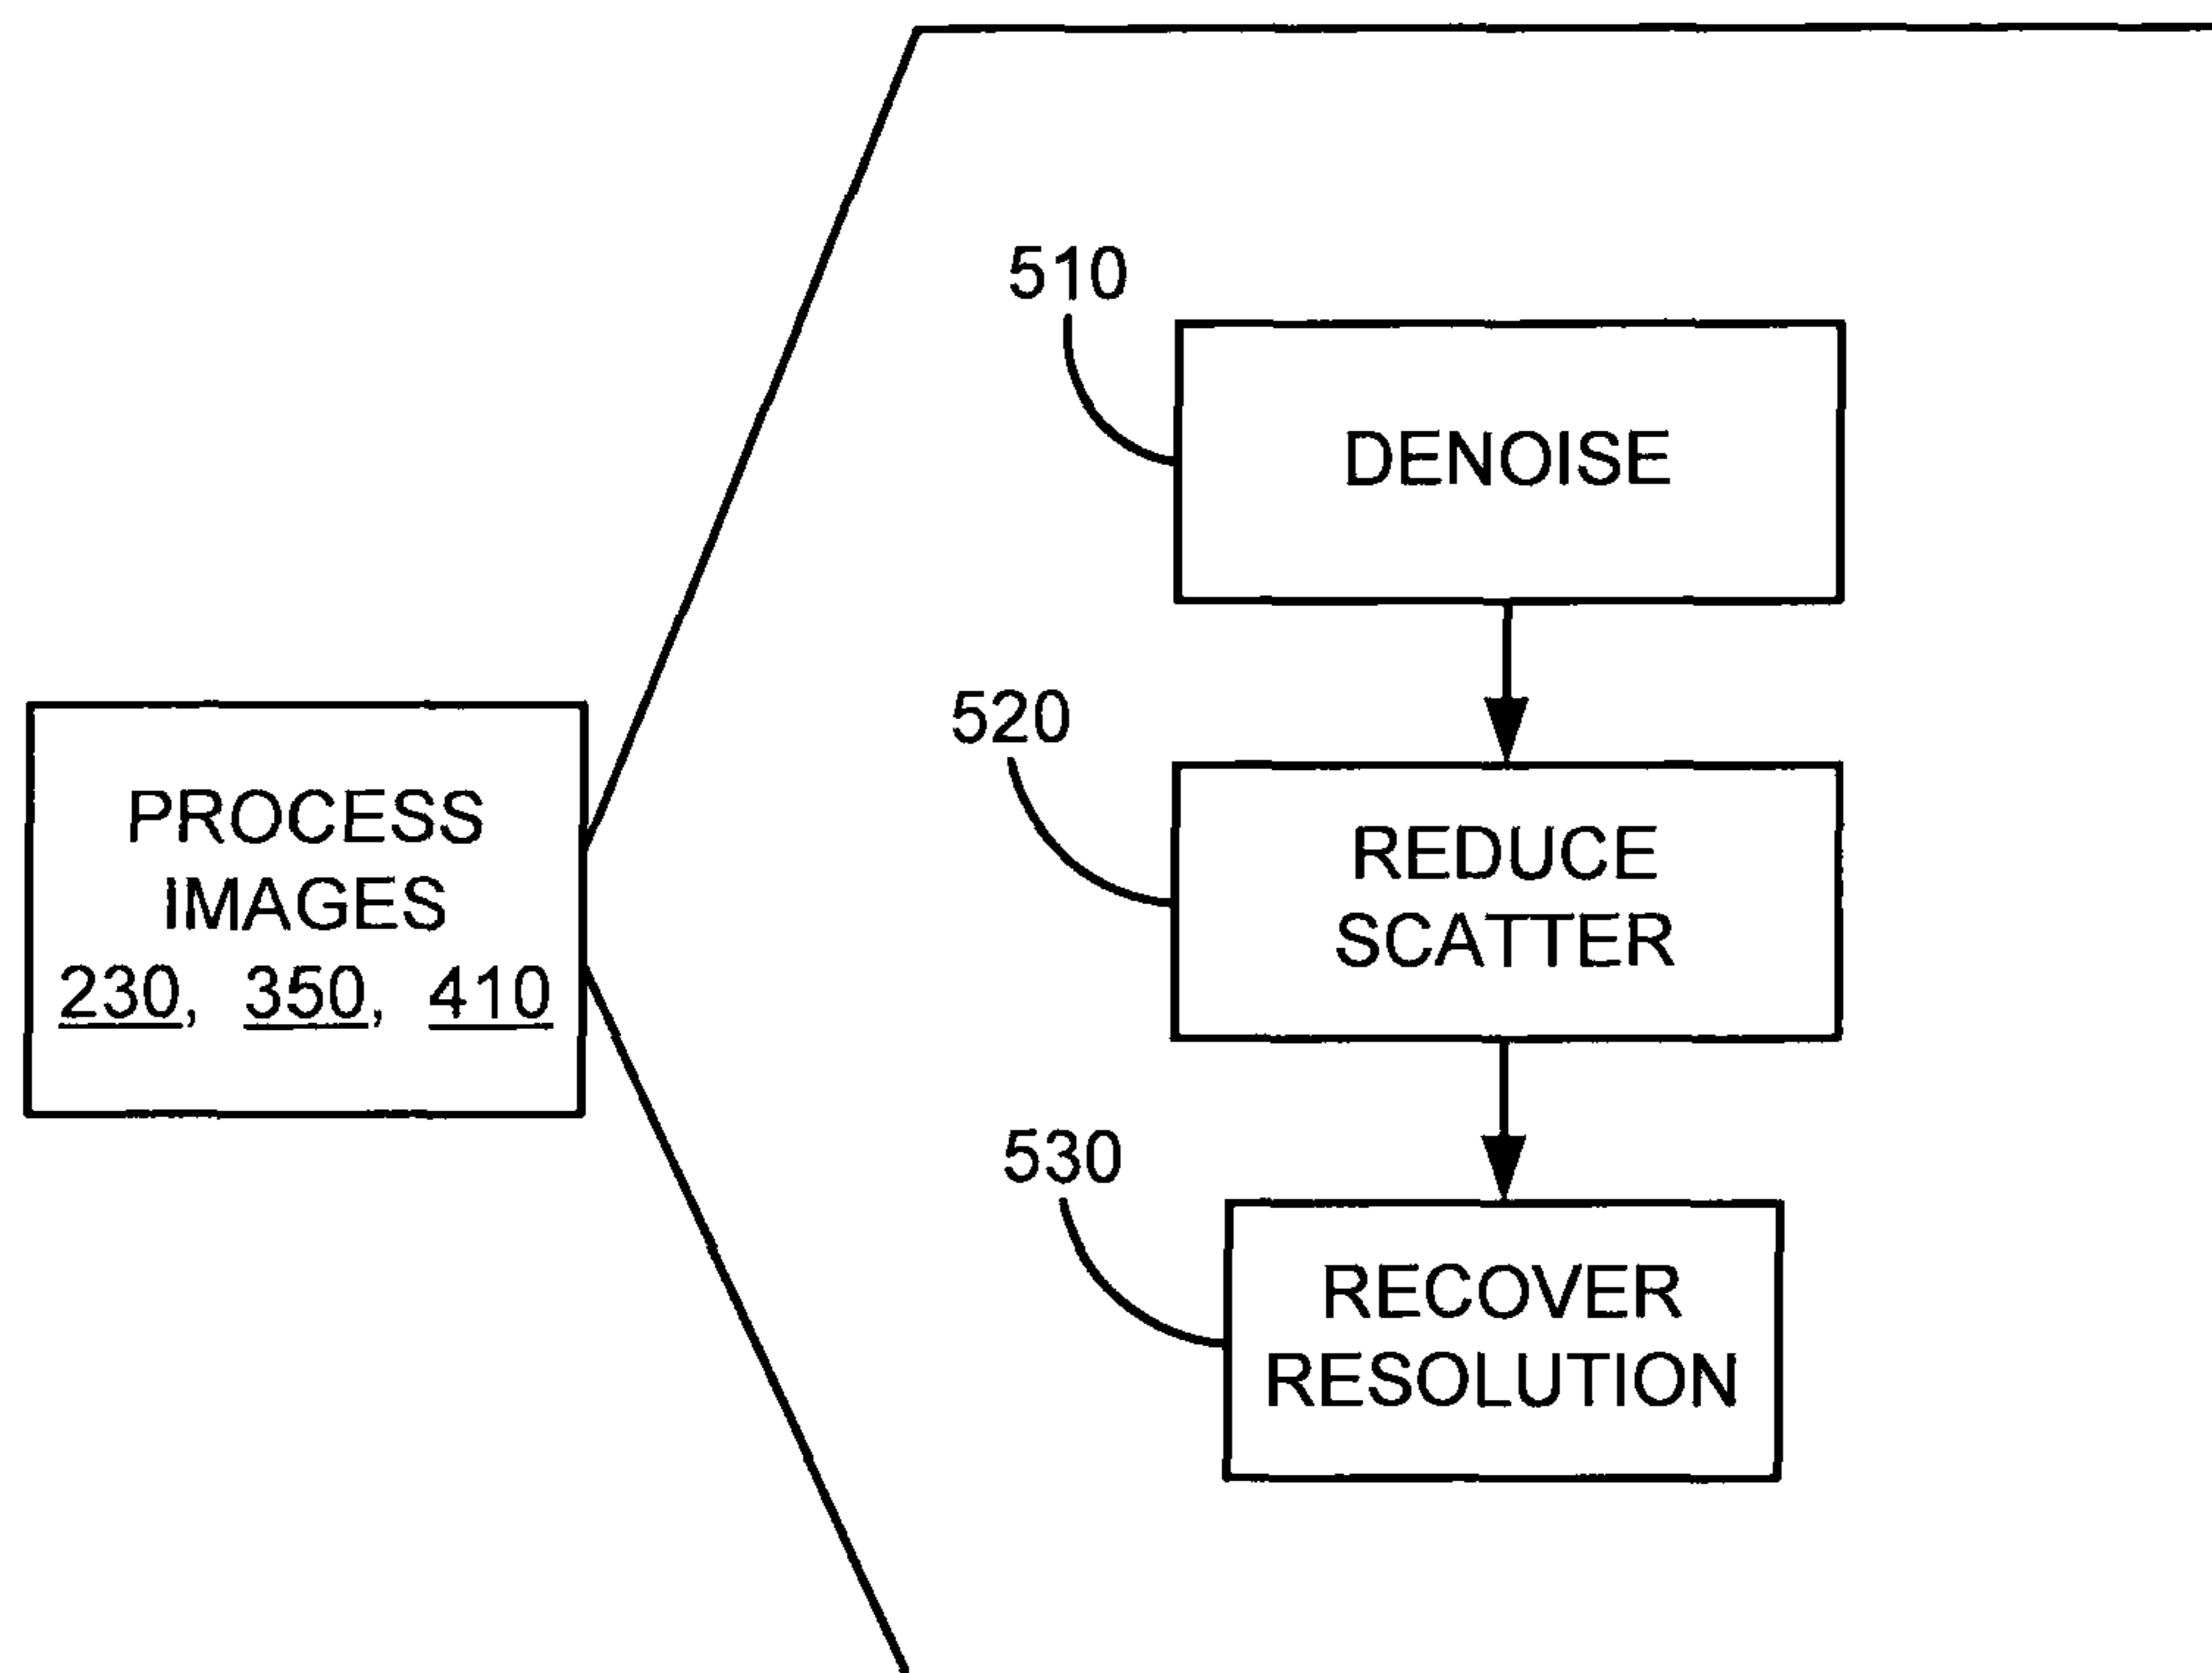 PROCESS
IMAGES
230, 350, 410
510
DENOISE
520
REDUCE
SCATTER
530
RECOVER
RESOLUTION